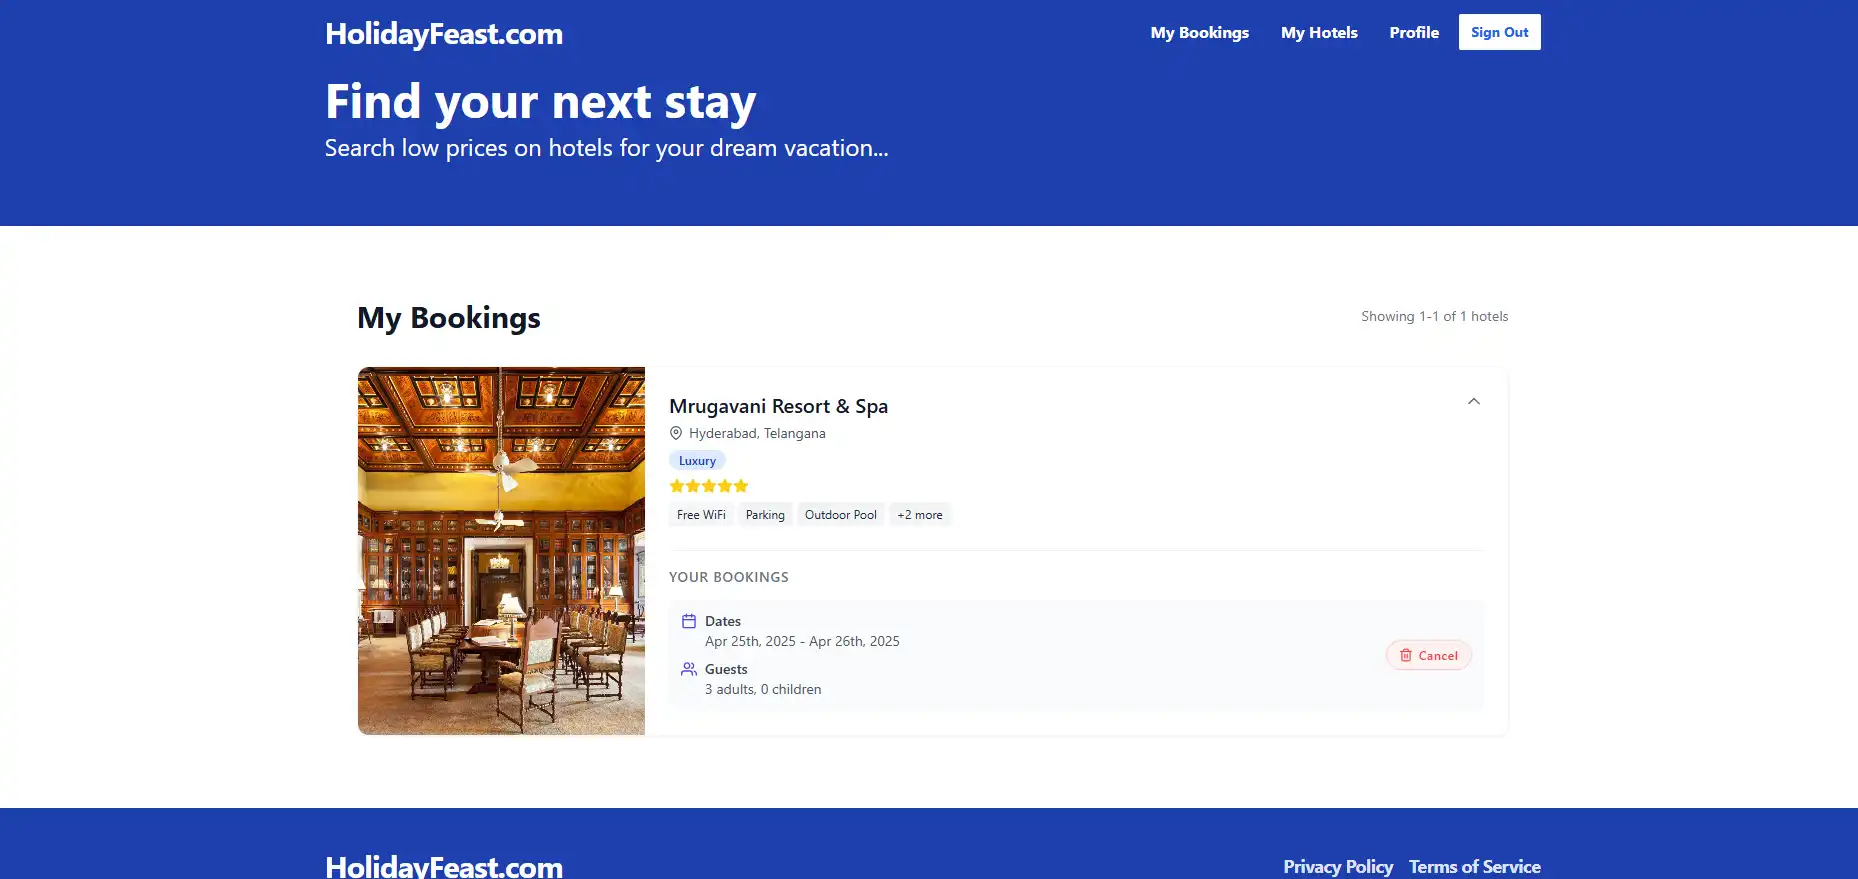 HolidayFeast.com
My Bookings My Hotels Profile Sign Out
Find your next stay
Search low prices on hotels for your dream vacation...
My Bookings
Showing 1-1 of 1 hotels
Mrugavani Resort & Spa
Hyderabad, Telangana
Luxury
Free WiFi Parking Outdoor Pool +2 more
YOUR BOOKINGS
Dates
Apr 25th, 2025 - Apr 26th, 2025
Guests
3 adults, 0 children
Cancel
HolidayFeast.com
Privacy Policy Terms of Service